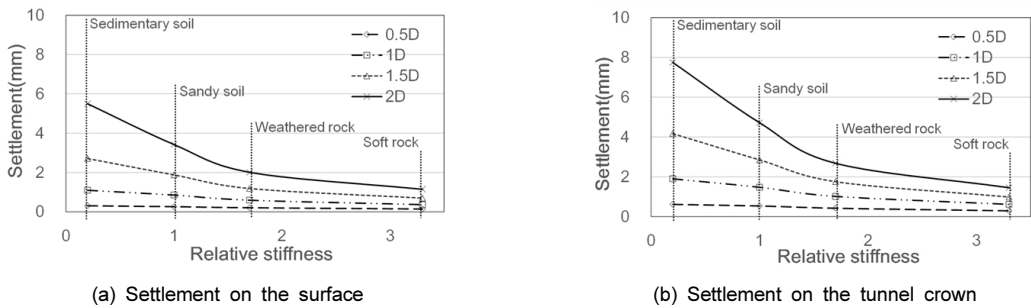 10
8
6
4
2
0
Settlement(mm)
Sedimentary soil
Sandy soil
Weathered rock
Soft rock
0.5D
1D
1.5D
2D
0
1
2
3
Relative stiffness
(a) Settlement on the surface
10
8
6
4
2
0
Settlement(mm)
Sedimentary soil
Sandy soil
Weathered rock
Soft rock
0.5D
1D
1.5D
2D
0
1
2
3
Relative stiffness
(b) Settlement on the tunnel crown